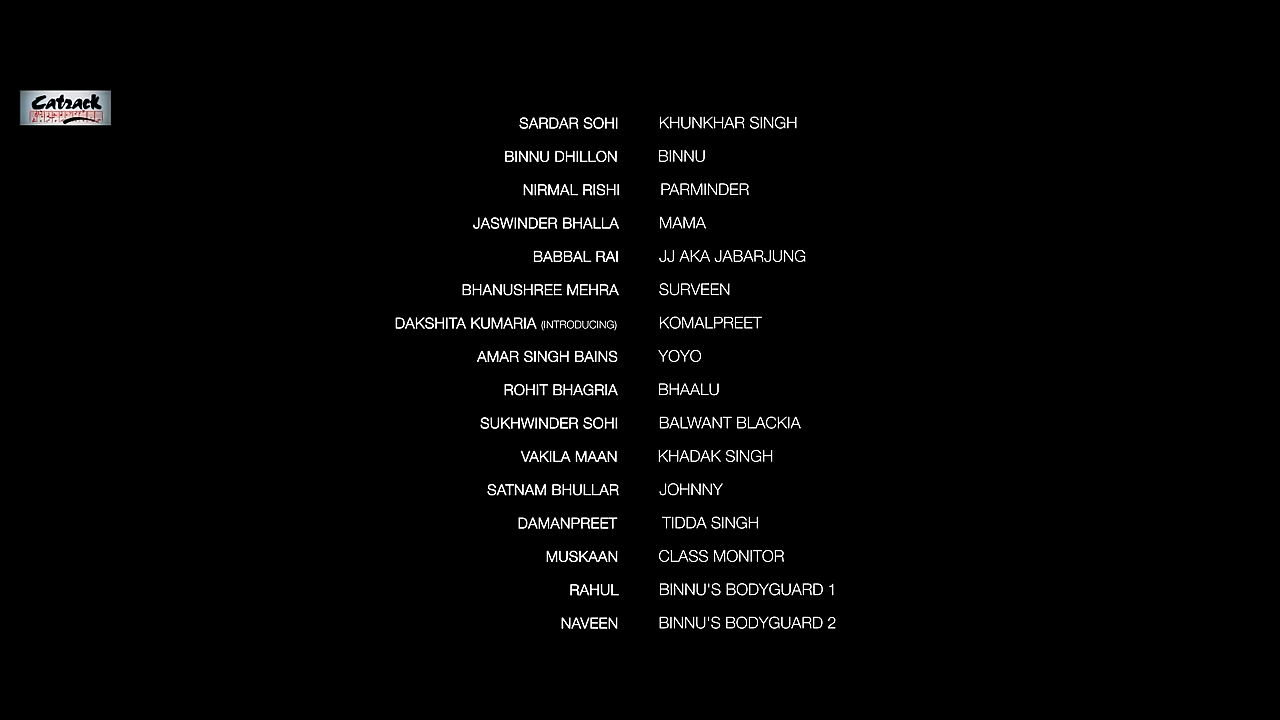 Catrack
SARDAR SOHI KHUNKHAR SINGH
BINNU DHILLON BINNU
NIRMAL RISHI PARMINDER
JASWINDER BHALLA MAMA
BABBAL RAI JJ AKA JABARJUNG
BHANUSHREE MEHRA SURVEEN
DAKSHITA KUMARIA (INTRODUCING) KOMALPREET
AMAR SINGH BAINS YOYO
ROHIT BHAGRIA BHAALU
SUKHWINDER SOHI BALWANT BLACKIA
VAKILA MAAN KHADAK SINGH
SATNAM BHULLAR JOHNNY
DAMANPREET TIDDA SINGH
MUSKAAN CLASS MONITOR
RAHUL BINNU'S BODYGUARD 1
NAVEEN BINNU'S BODYGUARD 2